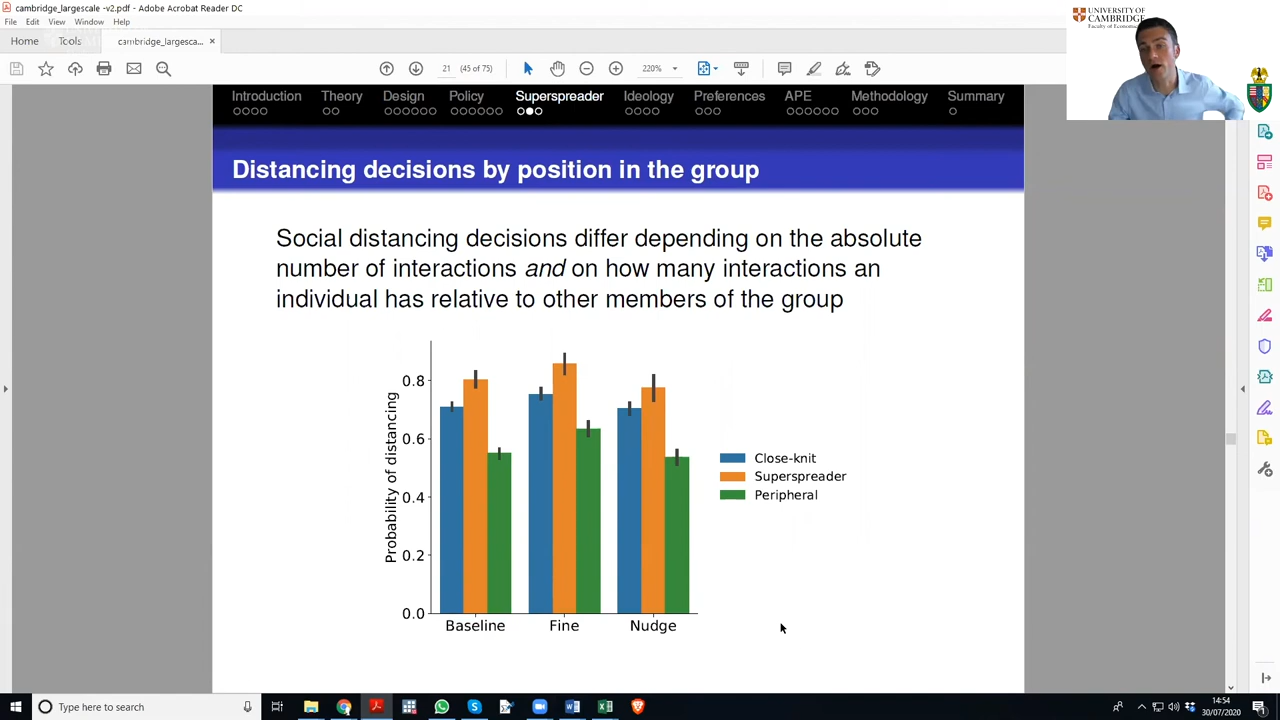 cambridge_largescale -v2.pdf - Adobe Acrobat Reader DC
File Edit View Window Help
Home Tools cambridge_largesca... ×
21 (45 of 75) 220%
UNIVERSITY OF
CAMBRIDGE
Introduction Theory Design Policy Superspreader Ideology Preferences APE Methodology Summary
Distancing decisions by position in the group
Social distancing decisions differ depending on the absolute
number of interactions and on how many interactions an
individual has relative to other members of the group
Probability of distancing
0.8
0.6
0.4
0.2
0.0
Baseline Fine Nudge
Close-knit
Superspreader
Peripheral
Type here to search
14:54
30/07/2020